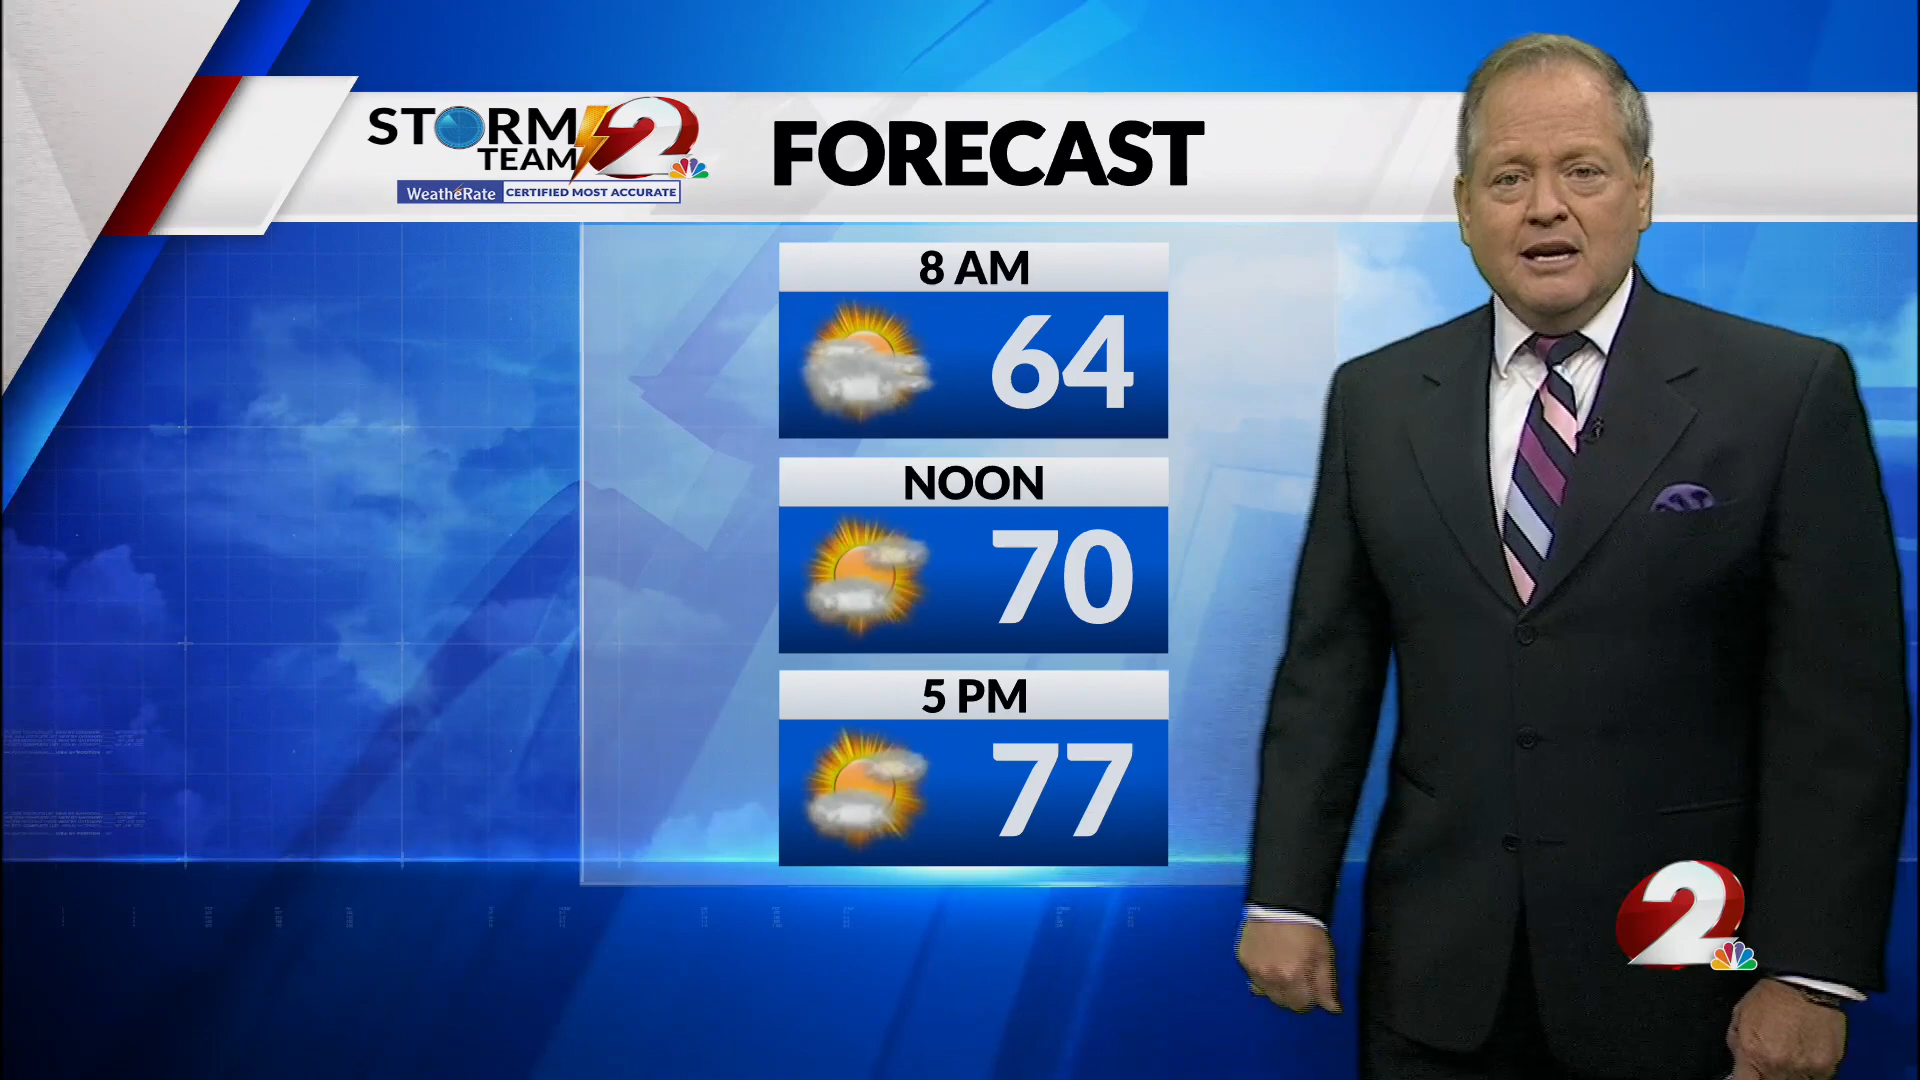 STORM
TEAM 2
WeatheRate CERTIFIED MOST ACCURATE
FORECAST
8 AM
64
NOON
70
5 PM
77
2